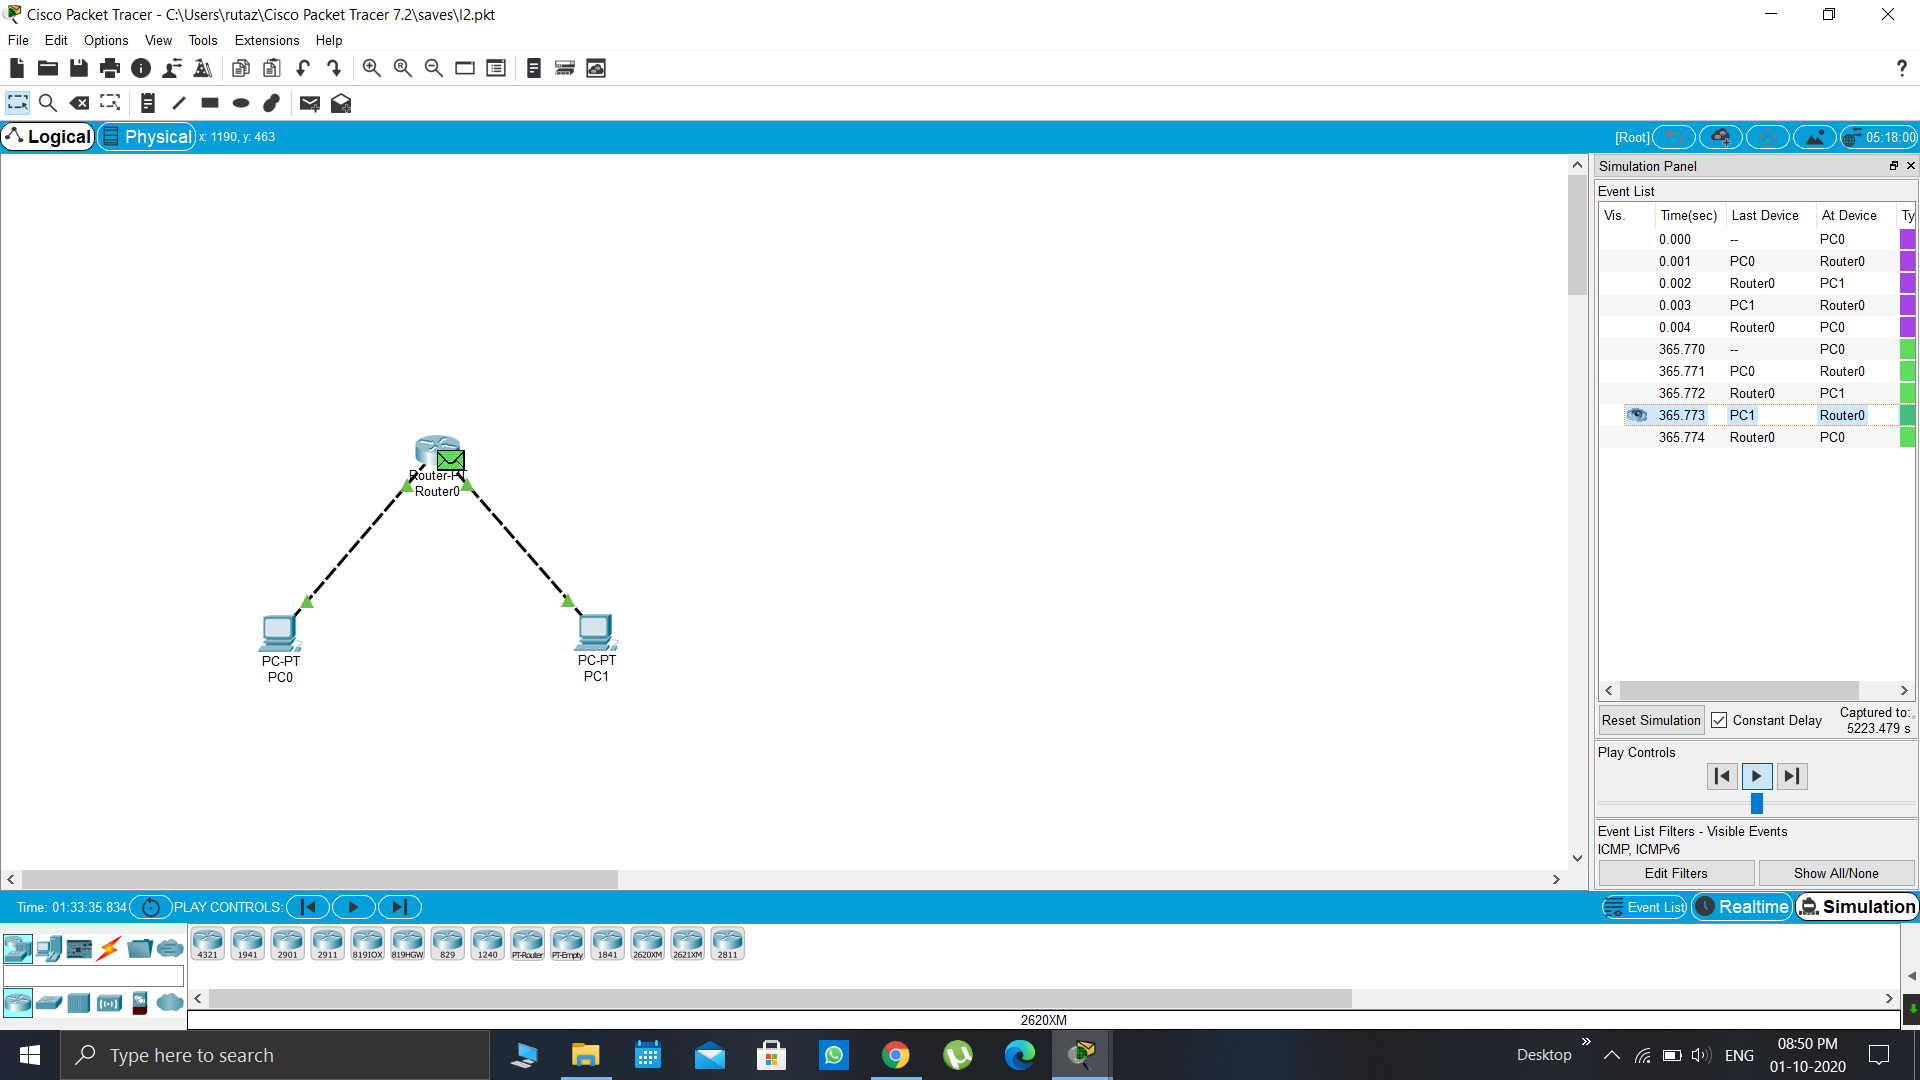 Cisco Packet Tracer - C:\Users\rutaz\Cisco Packet Tracer 7.2\saves\l2.pkt
File Edit Options View Tools Extensions Help
Logical Physical x: 1190, y: 463 [Root] 05:18:00
Simulation Panel
Event List
Vis. Time(sec) Last Device At Device Ty
0.000 -- PC0
0.001 PC0 Router0
0.002 Router0 PC1
0.003 PC1 Router0
0.004 Router0 PC0
365.770 -- PC0
365.771 PC0 Router0
365.772 Router0 PC1
365.773 PC1 Router0
365.774 Router0 PC0
Router-PT
Router0
PC-PT
PC0
PC-PT
PC1
Reset Simulation Constant Delay Captured to:
5223.479 s
Play Controls
Event List Filters - Visible Events
ICMP, ICMPv6
Edit Filters Show All/None
Time: 01:33:35.834 PLAY CONTROLS: Event List Realtime Simulation
4321 1941 2901 2911 819IOX 819HGW 829 1240 PT-Router PT-Empty 1841 2620XM 2621XM 2811
2620XM
Type here to search
Desktop ENG 08:50 PM
01-10-2020